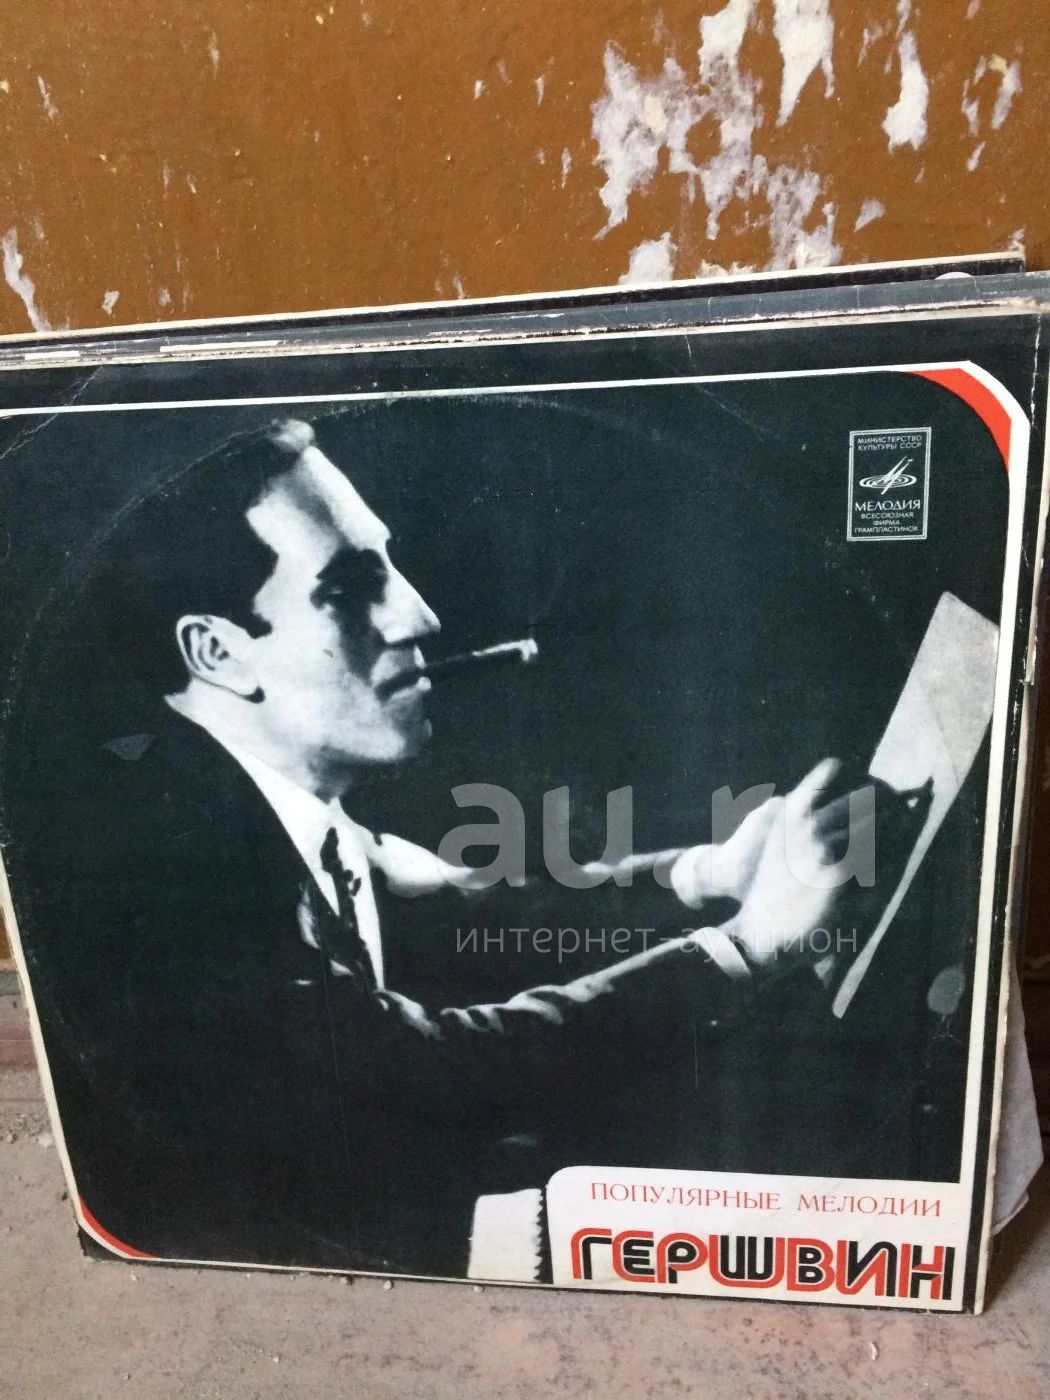 МИНИСТЕРСТВО
КУЛЬТУРЫ СССР
МЕЛОДИЯ
ВСЕСОЮЗНАЯ
ФИРМА
ГРАМПЛАСТИНОК
au.ru
интернет-аукцион
ПОПУЛЯРНЫЕ МЕЛОДИИ
ГЕРШВИН